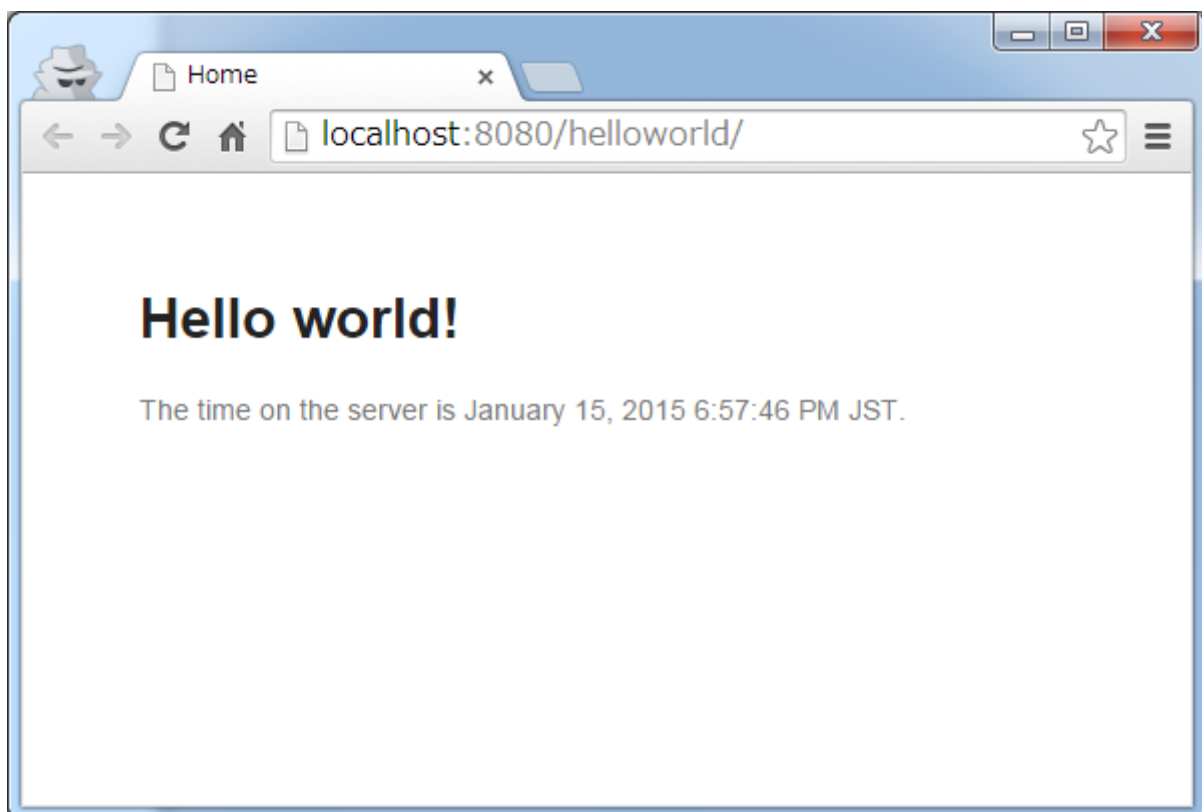 Home
localhost:8080/helloworld/
Hello world!
The time on the server is January 15, 2015 6:57:46 PM JST.